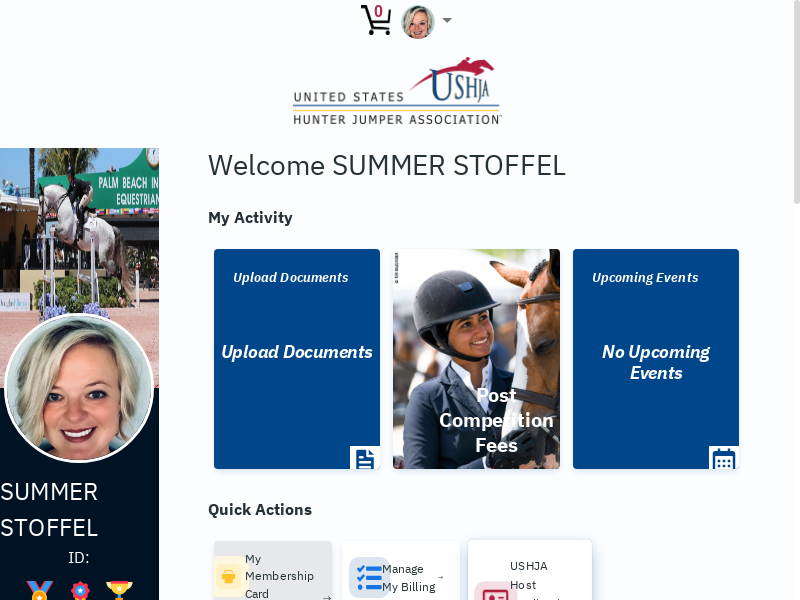 0
UNITED STATES USHJA
HUNTER JUMPER ASSOCIATION
PALM BEACH IN
EQUESTRIAN
Welcome SUMMER STOFFEL
My Activity
Upload Documents
Upload Documents
Post
Competition
Fees
Upcoming Events
No Upcoming
Events
SUMMER
STOFFEL
ID:
Quick Actions
My
Membership
Card
→
Manage
My Billing →
USHJA
Host